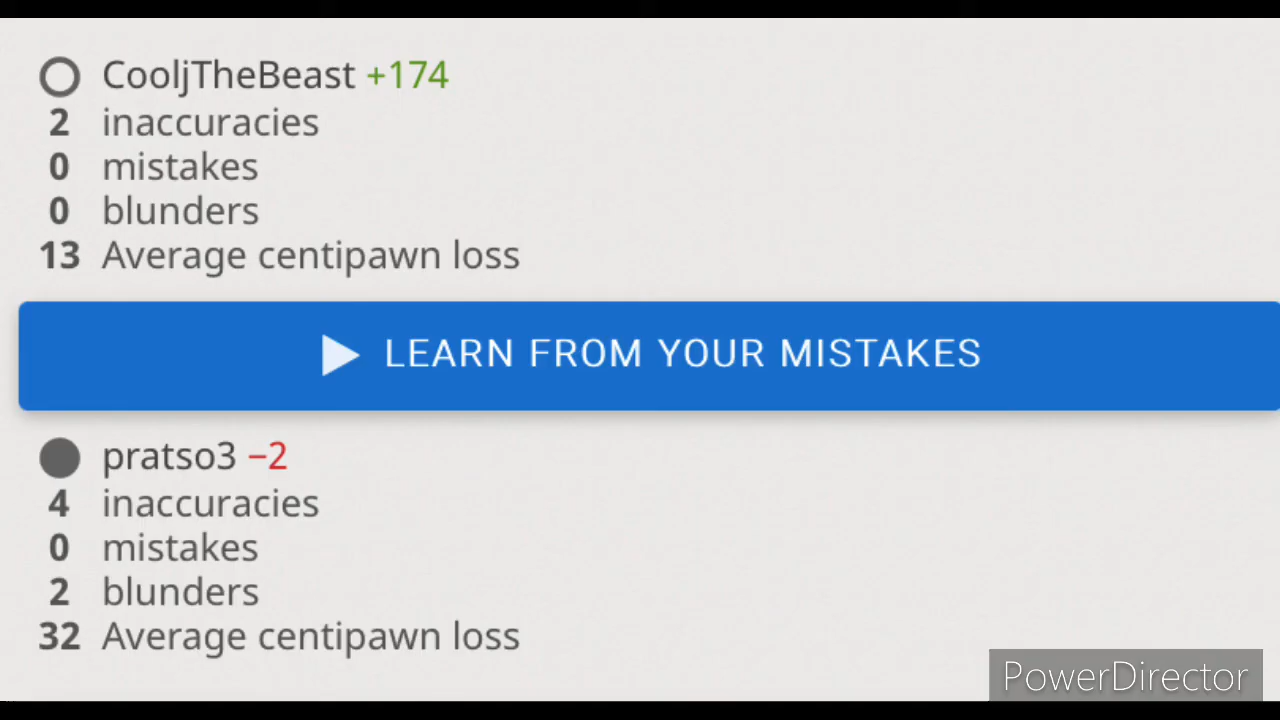 CooljTheBeast +174
2 inaccuracies
0 mistakes
0 blunders
13 Average centipawn loss
LEARN FROM YOUR MISTAKES
pratso3 −2
4 inaccuracies
0 mistakes
2 blunders
32 Average centipawn loss
PowerDirector